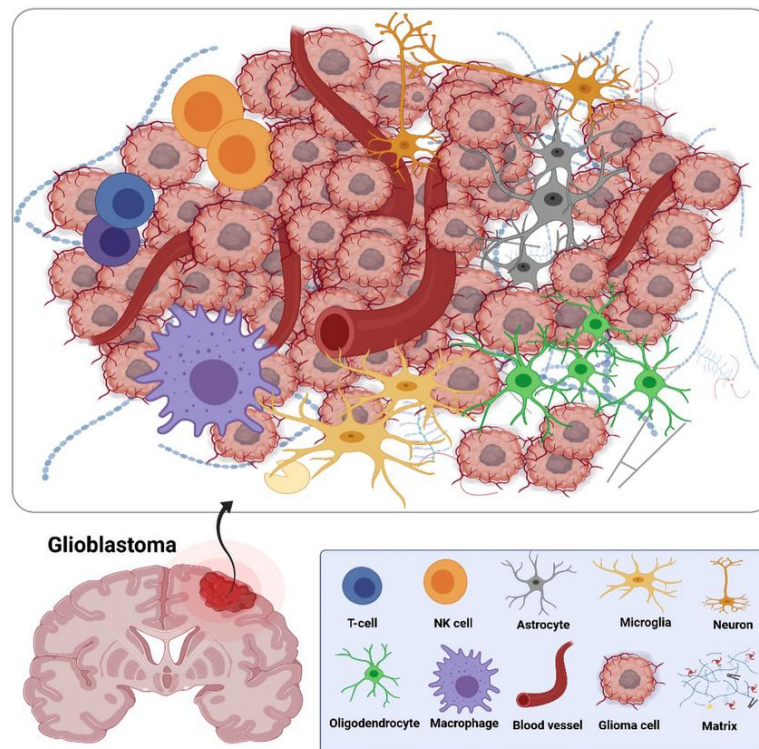 Glioblastoma
T-cell
NK cell
Astrocyte
Microglia
Neuron
Oligodendrocyte
Macrophage
Blood vessel
Glioma cell
Matrix